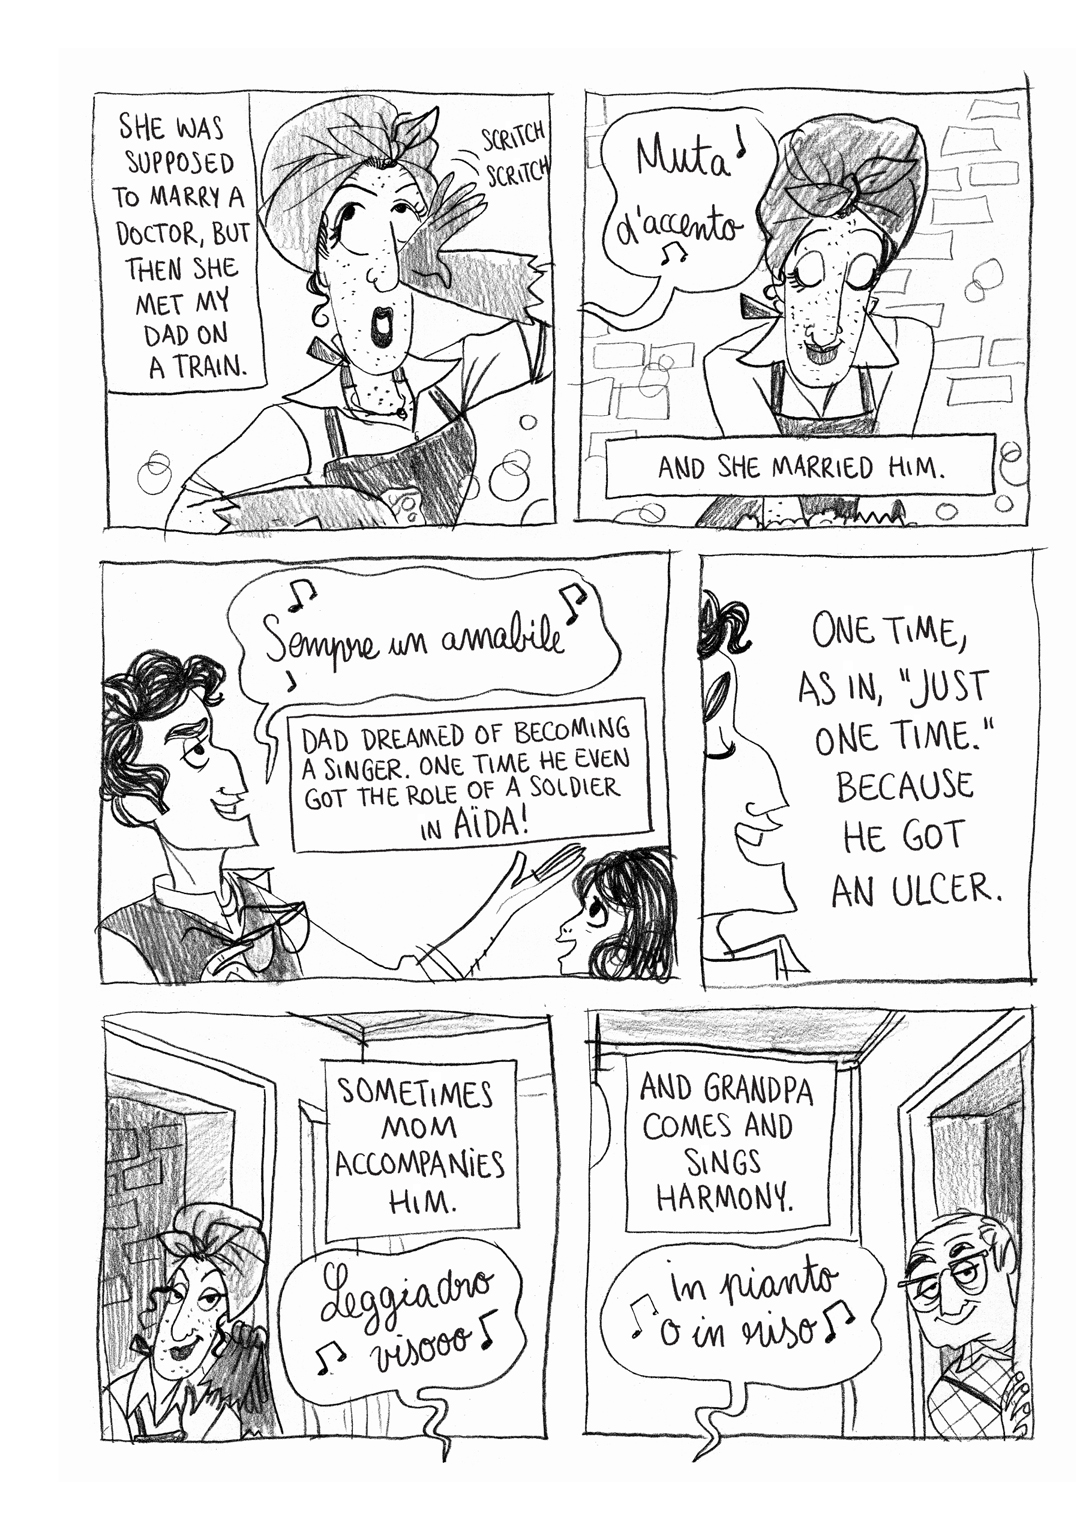 SHE WAS
SUPPOSED
TO MARRY A
DOCTOR, BUT
THEN SHE
MET MY
DAD ON
A TRAIN.
SCRITCH
SCRITCH
Muta
d'accento
AND SHE MARRIED HIM.
Sempre un amabile
DAD DREAMED OF BECOMING
A SINGER. ONE TIME HE EVEN
GOT THE ROLE OF A SOLDIER
IN AÏDA!
ONE TIME,
AS IN, "JUST
ONE TIME."
BECAUSE
HE GOT
AN ULCER.
SOMETIMES
MOM
ACCOMPANIES
HIM.
Leggiadro
visooo
AND GRANDPA
COMES AND
SINGS
HARMONY.
in pianto
o in riso